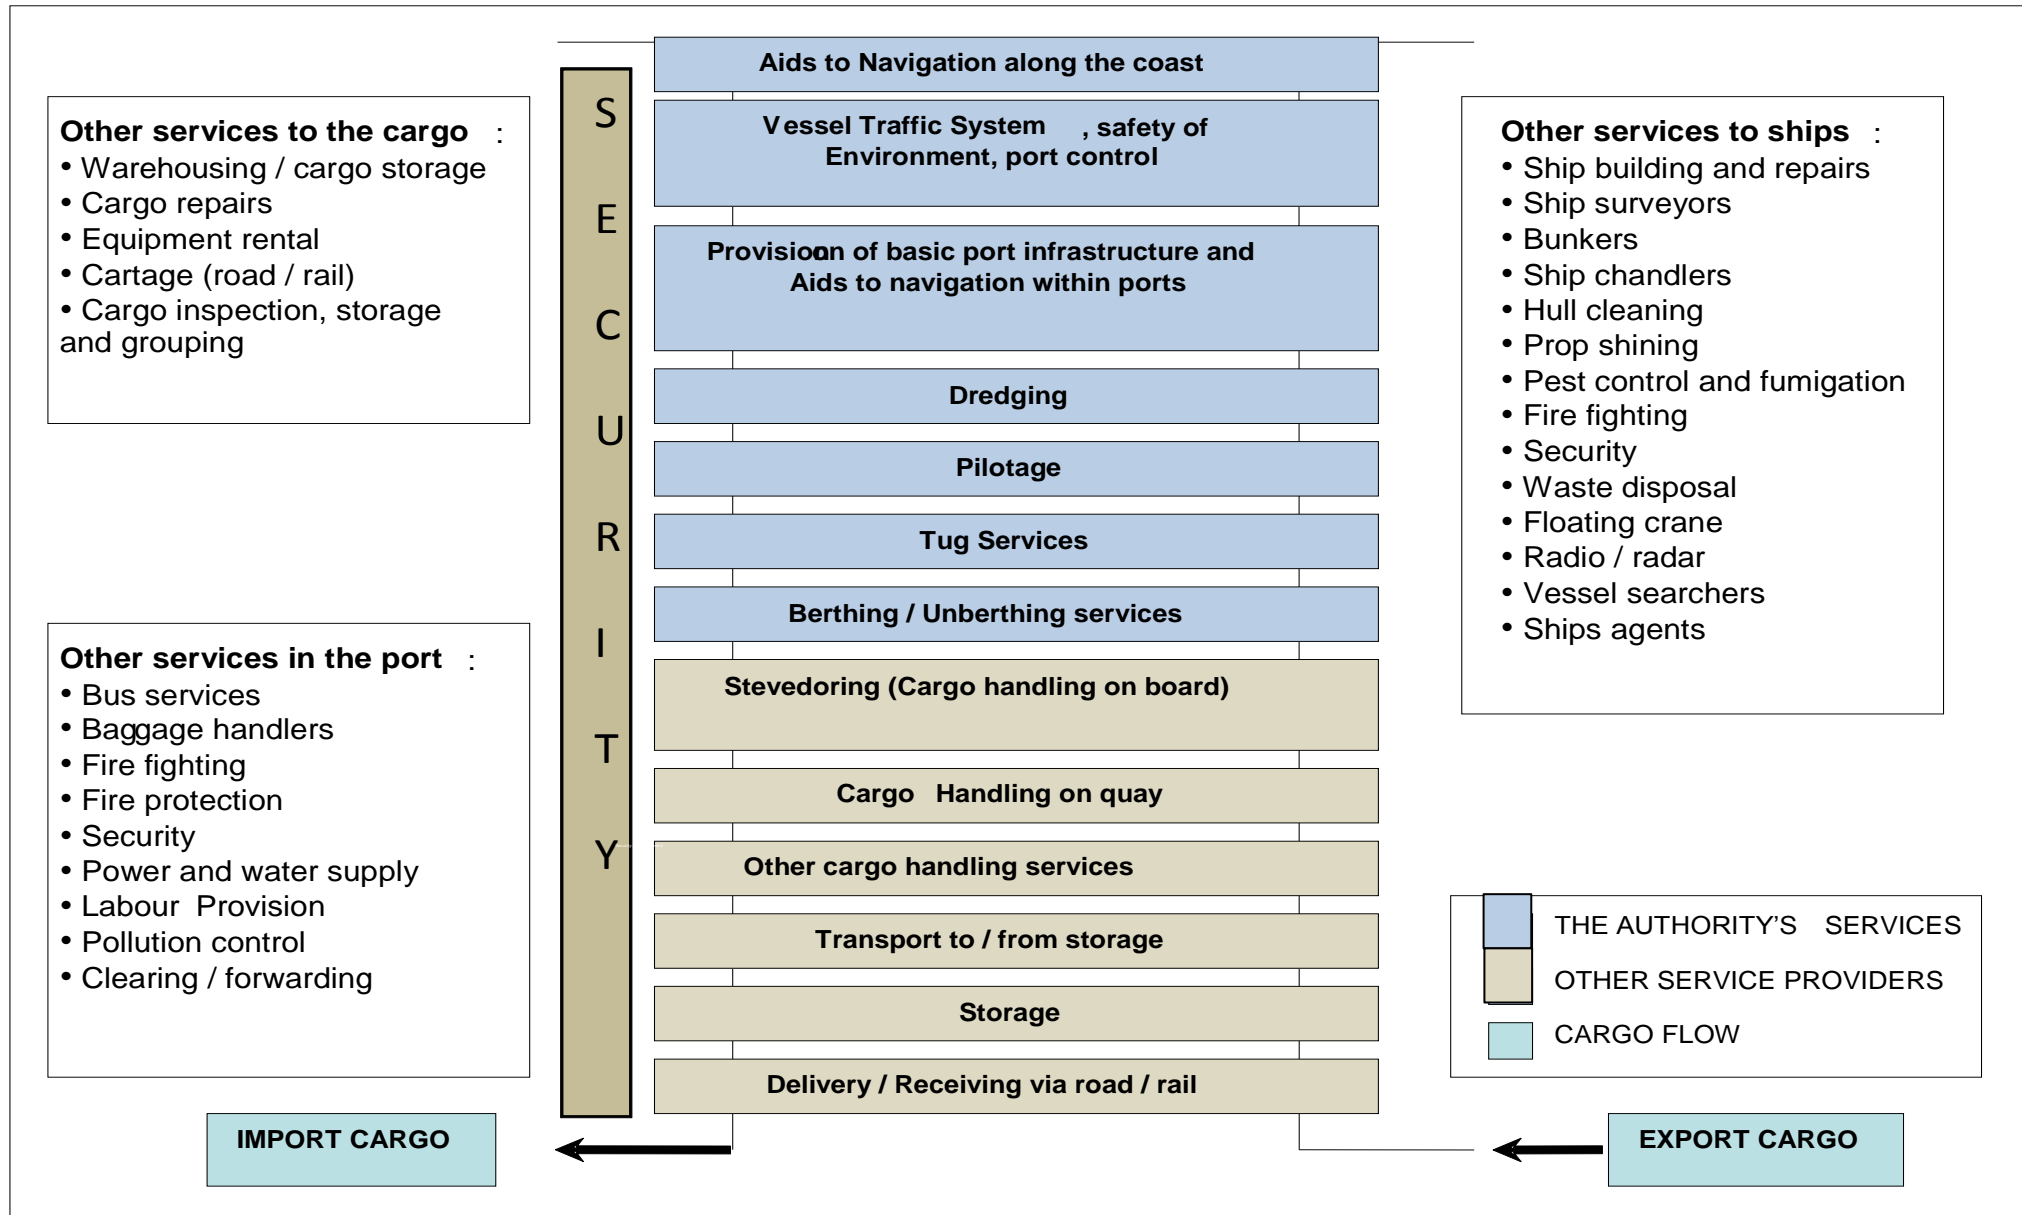 Other services to the cargo :
• Warehousing / cargo storage
• Cargo repairs
• Equipment rental
• Cartage (road / rail)
• Cargo inspection, storage
and grouping
Other services in the port :
• Bus services
• Baggage handlers
• Fire fighting
• Fire protection
• Security
• Power and water supply
• Labour Provision
• Pollution control
• Clearing / forwarding
IMPORT CARGO
S
E
C
U
R
I
T
Y
Aids to Navigation along the coast
Vessel Traffic System , safety of
Environment, port control
Provision of basic port infrastructure and
Aids to navigation within ports
Dredging
Pilotage
Tug Services
Berthing / Unberthing services
Stevedoring (Cargo handling on board)
Cargo Handling on quay
Other cargo handling services
Transport to / from storage
Storage
Delivery / Receiving via road / rail
Other services to ships :
• Ship building and repairs
• Ship surveyors
• Bunkers
• Ship chandlers
• Hull cleaning
• Prop shining
• Pest control and fumigation
• Fire fighting
• Security
• Waste disposal
• Floating crane
• Radio / radar
• Vessel searchers
• Ships agents
THE AUTHORITY'S SERVICES
OTHER SERVICE PROVIDERS
CARGO FLOW
EXPORT CARGO